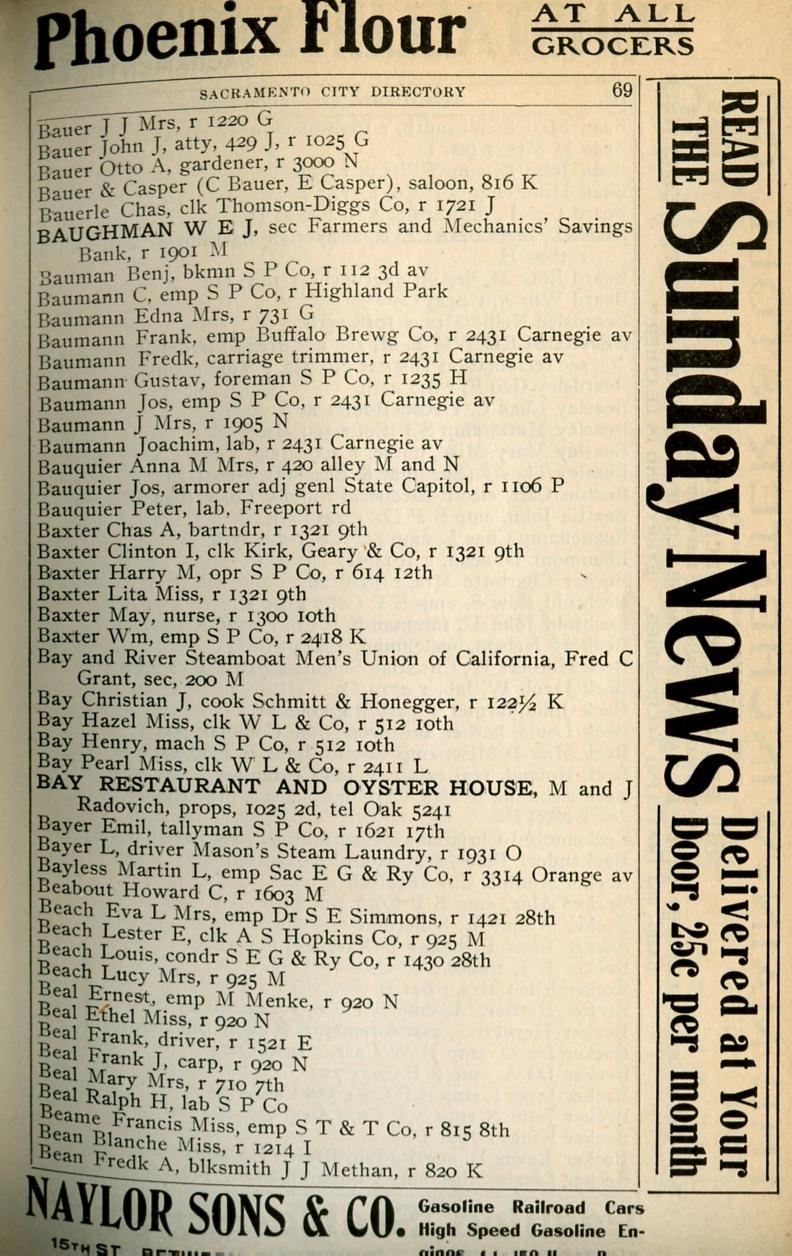 Phoenix Flour
AT ALL
GROCERS
SACRAMENTO CITY DIRECTORY 69
Bauer J J Mrs, r 1220 G
Bauer John J, atty, 429 J, r 1025 G
Bauer Otto A, gardener, r 3000 N
Bauer & Casper (C Bauer, E Casper), saloon, 816 K
Bauerle Chas, clk Thomson-Diggs Co, r 1721 J
BAUGHMAN W E J, sec Farmers and Mechanics' Savings
Bank, r 1901 M
Bauman Benj, bkmn S P Co, r 112 3d av
Baumann C, emp S P Co, r Highland Park
Baumann Edna Mrs, r 731 G
Baumann Frank, emp Buffalo Brewg Co, r 2431 Carnegie av
Baumann Fredk, carriage trimmer, r 2431 Carnegie av
Baumann Gustav, foreman S P Co, r 1235 H
Baumann Jos, emp S P Co, r 2431 Carnegie av
Baumann J Mrs, r 1905 N
Baumann Joachim, lab, r 2431 Carnegie av
Bauquier Anna M Mrs, r 420 alley M and N
Bauquier Jos, armorer adj genl State Capitol, r 1106 P
Bauquier Peter, lab, Freeport rd
Baxter Chas A, bartndr, r 1321 9th
Baxter Clinton I, clk Kirk, Geary & Co, r 1321 9th
Baxter Harry M, opr S P Co, r 614 12th
Baxter Lita Miss, r 1321 9th
Baxter May, nurse, r 1300 10th
Baxter Wm, emp S P Co, r 2418 K
Bay and River Steamboat Men's Union of California, Fred C
Grant, sec, 200 M
Bay Christian J, cook Schmitt & Honegger, r 122½ K
Bay Hazel Miss, clk W L & Co, r 512 10th
Bay Henry, mach S P Co, r 512 10th
Bay Pearl Miss, clk W L & Co, r 2411 L
BAY RESTAURANT AND OYSTER HOUSE, M and J
Radovich, props, 1025 2d, tel Oak 5241
Bayer Emil, tallyman S P Co, r 1621 17th
Bayer L, driver Mason's Steam Laundry, r 1931 O
Bayless Martin L, emp Sac E G & Ry Co, r 3314 Orange av
Beabout Howard C, r 1603 M
Beach Eva L Mrs, emp Dr S E Simmons, r 1421 28th
Beach Lester E, clk A S Hopkins Co, r 925 M
Beach Louis, condr S E G & Ry Co, r 1430 28th
Beach Lucy Mrs, r 925 M
Beal Ernest, emp M Menke, r 920 N
Beal Ethel Miss, r 920 N
Beal Frank, driver, r 1521 E
Beal Frank J, carp, r 920 N
Beal Mary Mrs, r 710 7th
Beal Ralph H, lab S P Co
Beame Francis Miss, emp S T & T Co, r 815 8th
Bean Blanche Miss, r 1214 I
Bean Fredk A, blksmith J J Methan, r 820 K
READ
THE
Sunday News
Delivered at Your
Door, 25c per month
NAYLOR SONS & CO.
Gasoline Railroad Cars
High Speed Gasoline En-
15TH ST